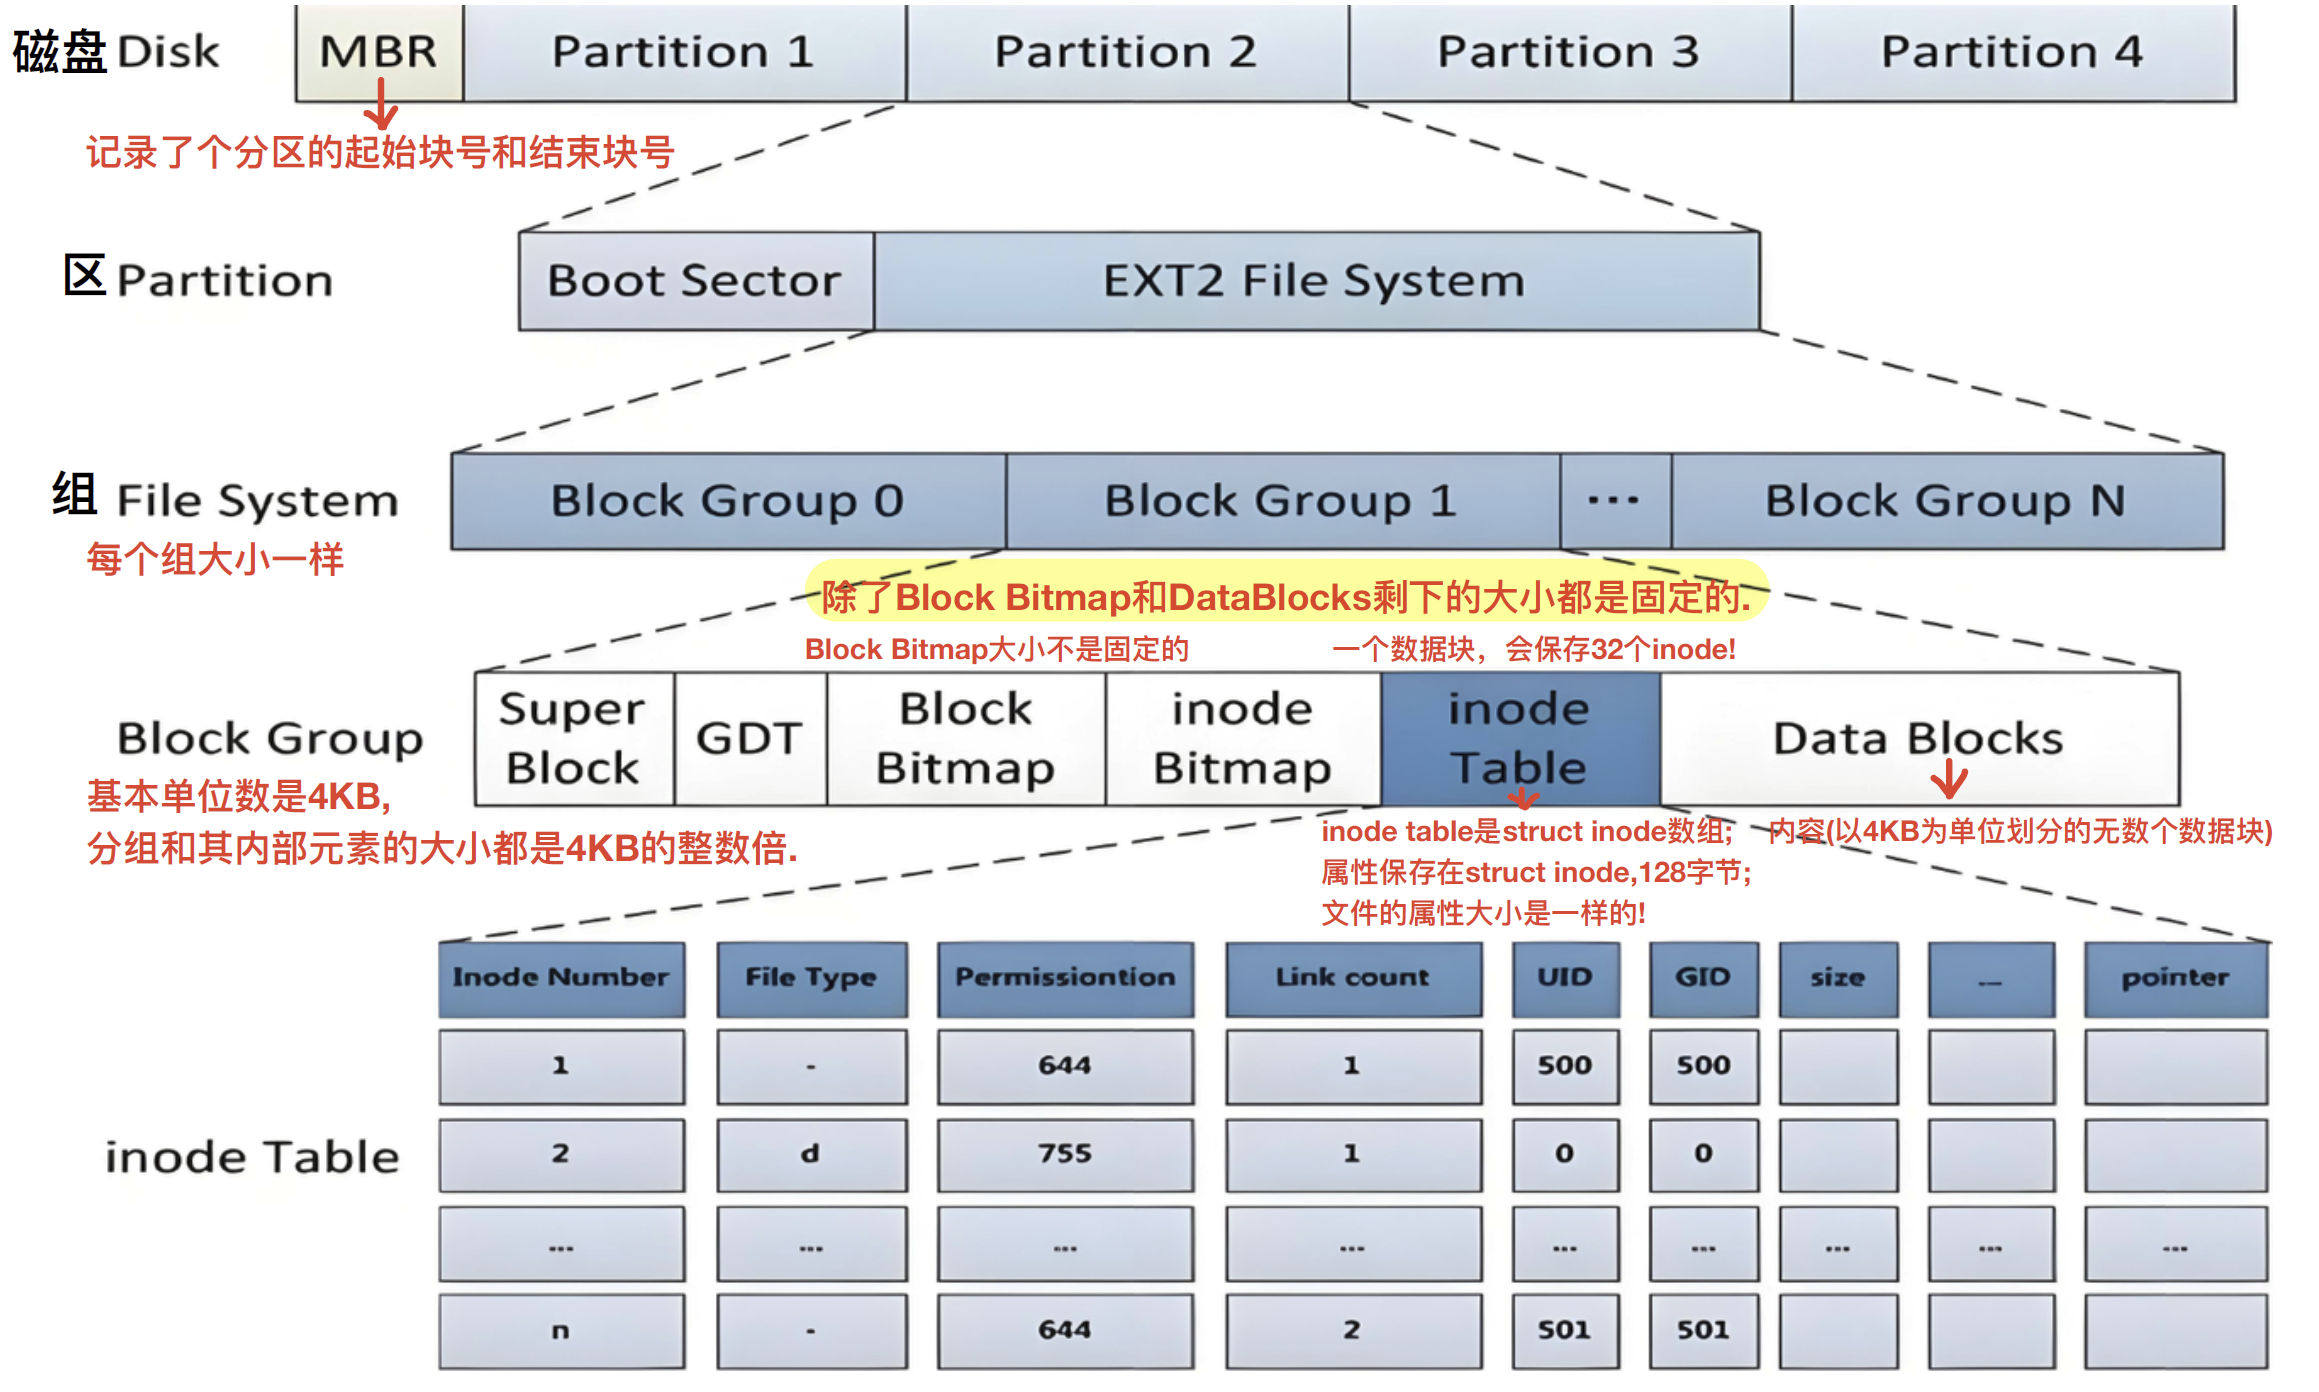 磁盘 Disk MBR Partition 1 Partition 2 Partition 3 Partition 4
记录了个分区的起始块号和结束块号
区 Partition Boot Sector EXT2 File System
组 File System Block Group 0 Block Group 1 ... Block Group N
每个组大小一样
除了Block Bitmap和DataBlocks剩下的大小都是固定的.
Block Bitmap大小不是固定的 一个数据块，会保存32个inode!
Block Group Super Block GDT Block Bitmap inode Bitmap inode Table Data Blocks
基本单位数是4KB,
分组和其内部元素的大小都是4KB的整数倍.
inode table是struct inode数组; 内容(以4KB为单位划分的无数个数据块)
属性保存在struct inode,128字节;
文件的属性大小是一样的!
Inode Number File Type Permissiontion Link count UID GID size ... pointer
1 - 644 1 500 500
inode Table 2 d 755 1 0 0
... ... ... ... ... ... ... ... ...
n - 644 2 501 501